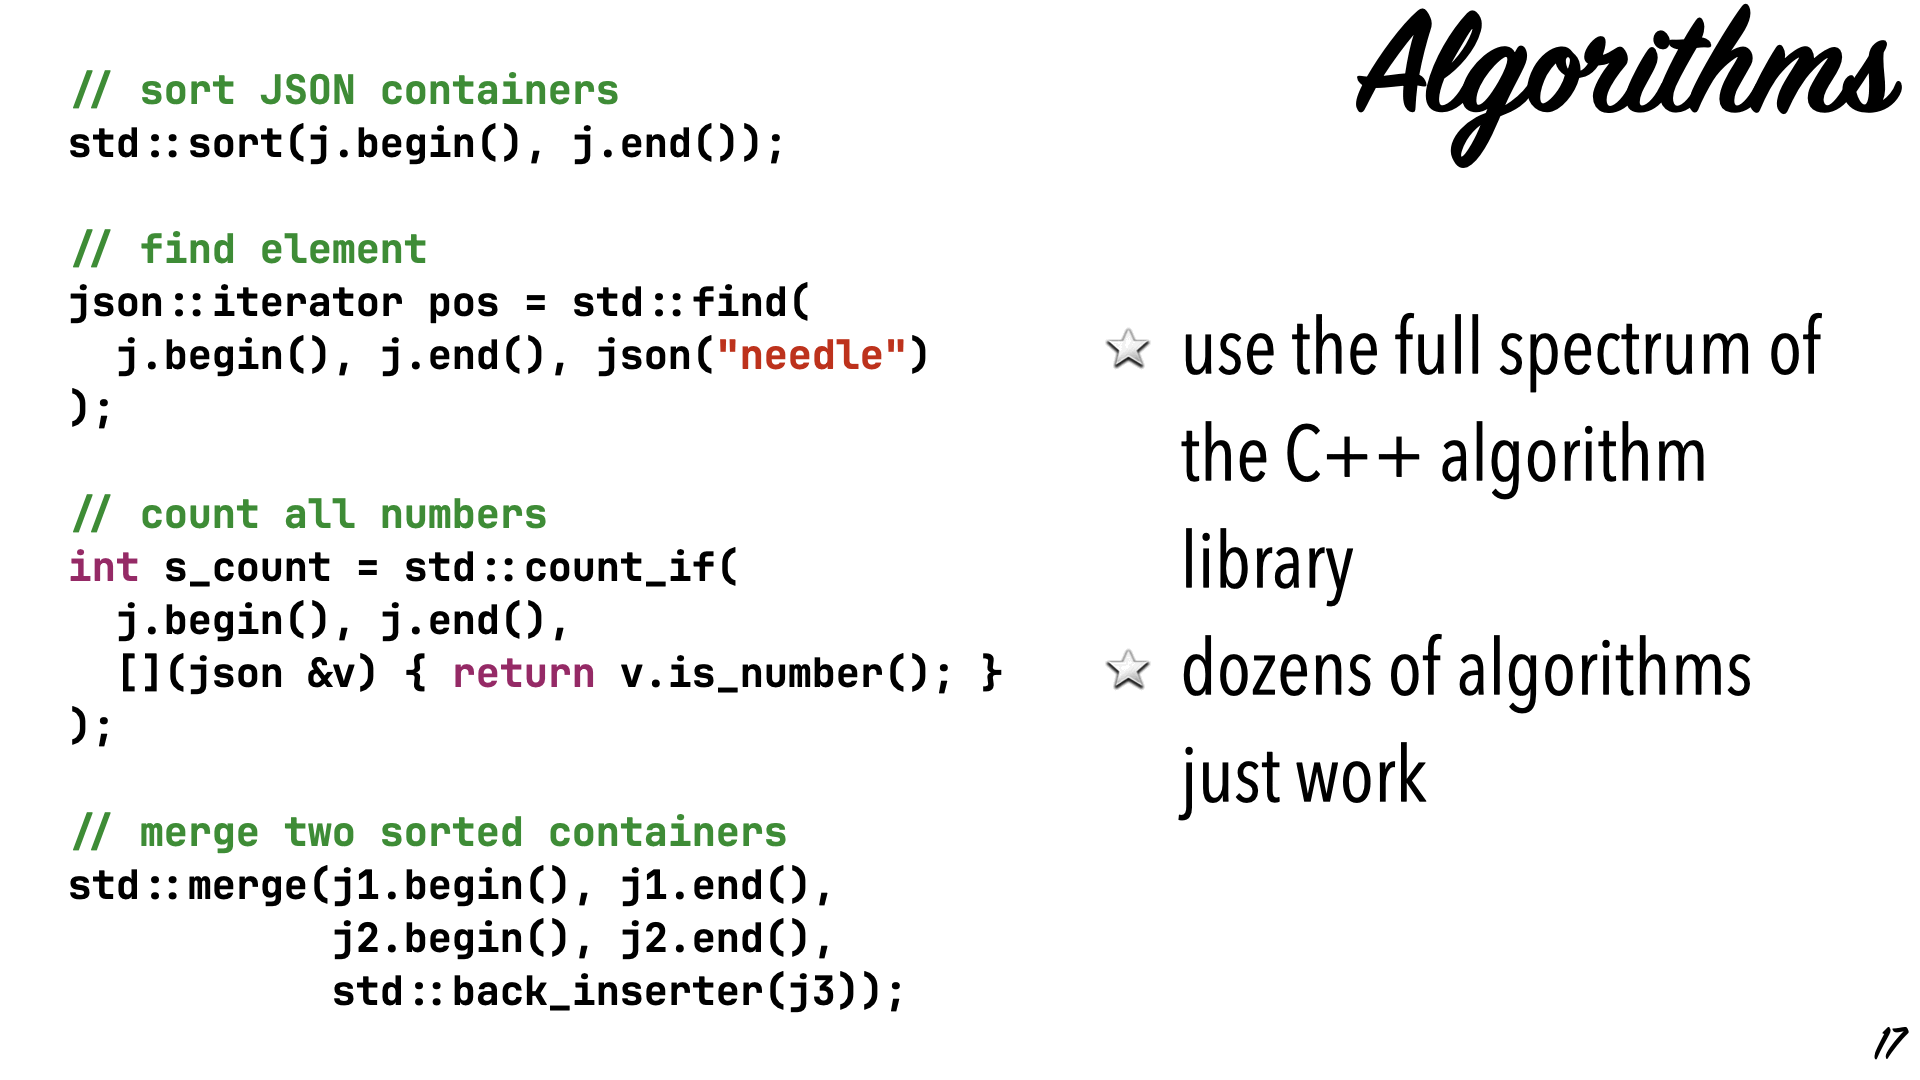 Algorithms
// sort JSON containers
std::sort(j.begin(), j.end());
// find element
json::iterator pos = std::find(
  j.begin(), j.end(), json("needle")
);
// count all numbers
int s_count = std::count_if(
  j.begin(), j.end(),
  [](json &v) { return v.is_number(); }
);
// merge two sorted containers
std::merge(j1.begin(), j1.end(),
           j2.begin(), j2.end(),
           std::back_inserter(j3));
use the full spectrum of
the C++ algorithm
library
dozens of algorithms
just work
17